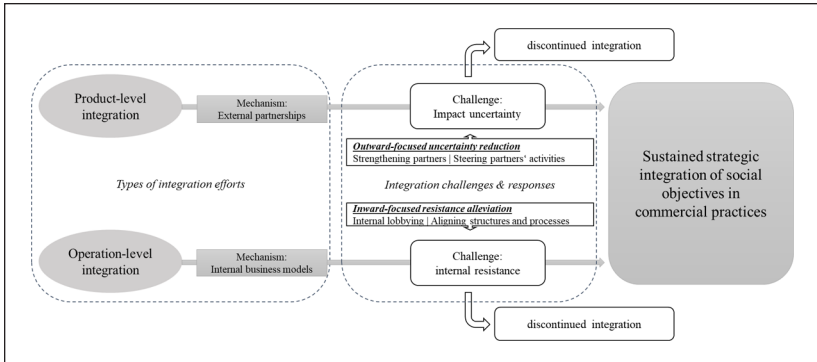 discontinued integration
Product-level
integration
Mechanism:
External partnerships
Challenge:
Impact uncertainty
Outward-focused uncertainty reduction
Strengthening partners | Steering partners' activities
Types of integration efforts
Integration challenges & responses
Sustained strategic
integration of social
objectives in
commercial practices
Inward-focused resistance alleviation
Internal lobbying | Aligning structures and processes
Operation-level
integration
Mechanism:
Internal business models
Challenge:
internal resistance
discontinued integration